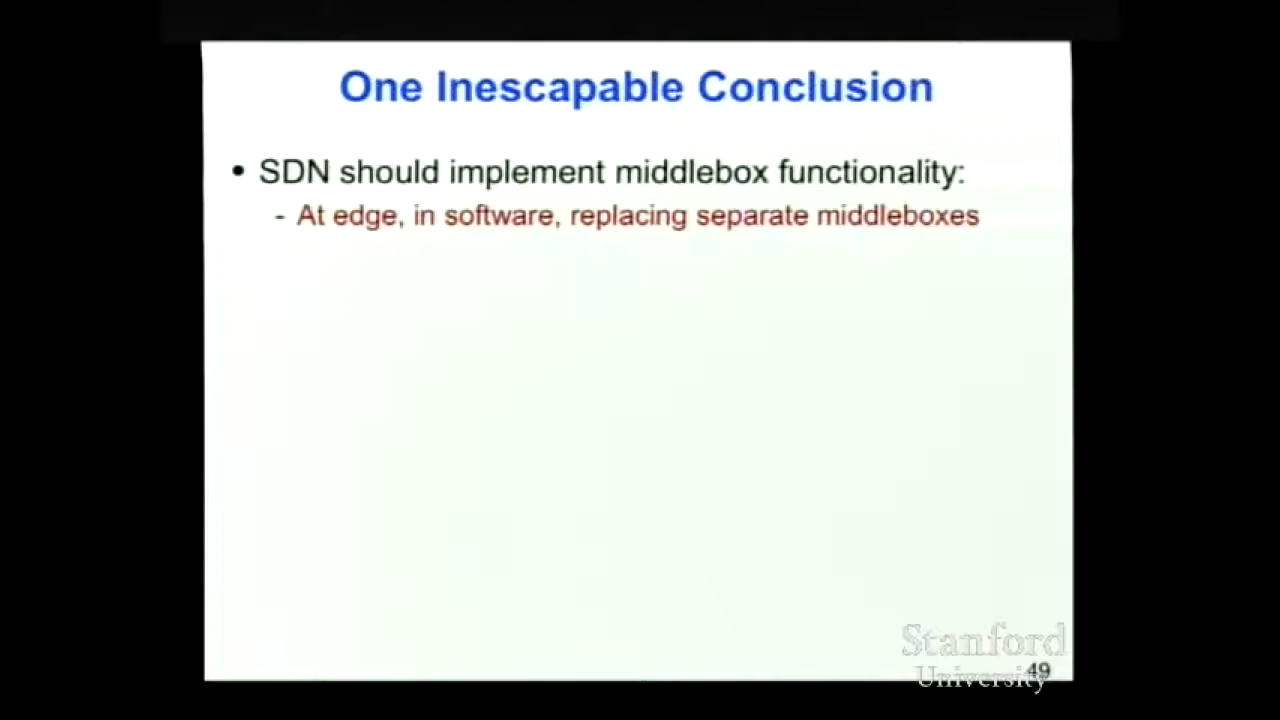 One Inescapable Conclusion
• SDN should implement middlebox functionality:
- At edge, in software, replacing separate middleboxes
Stanford
University
49